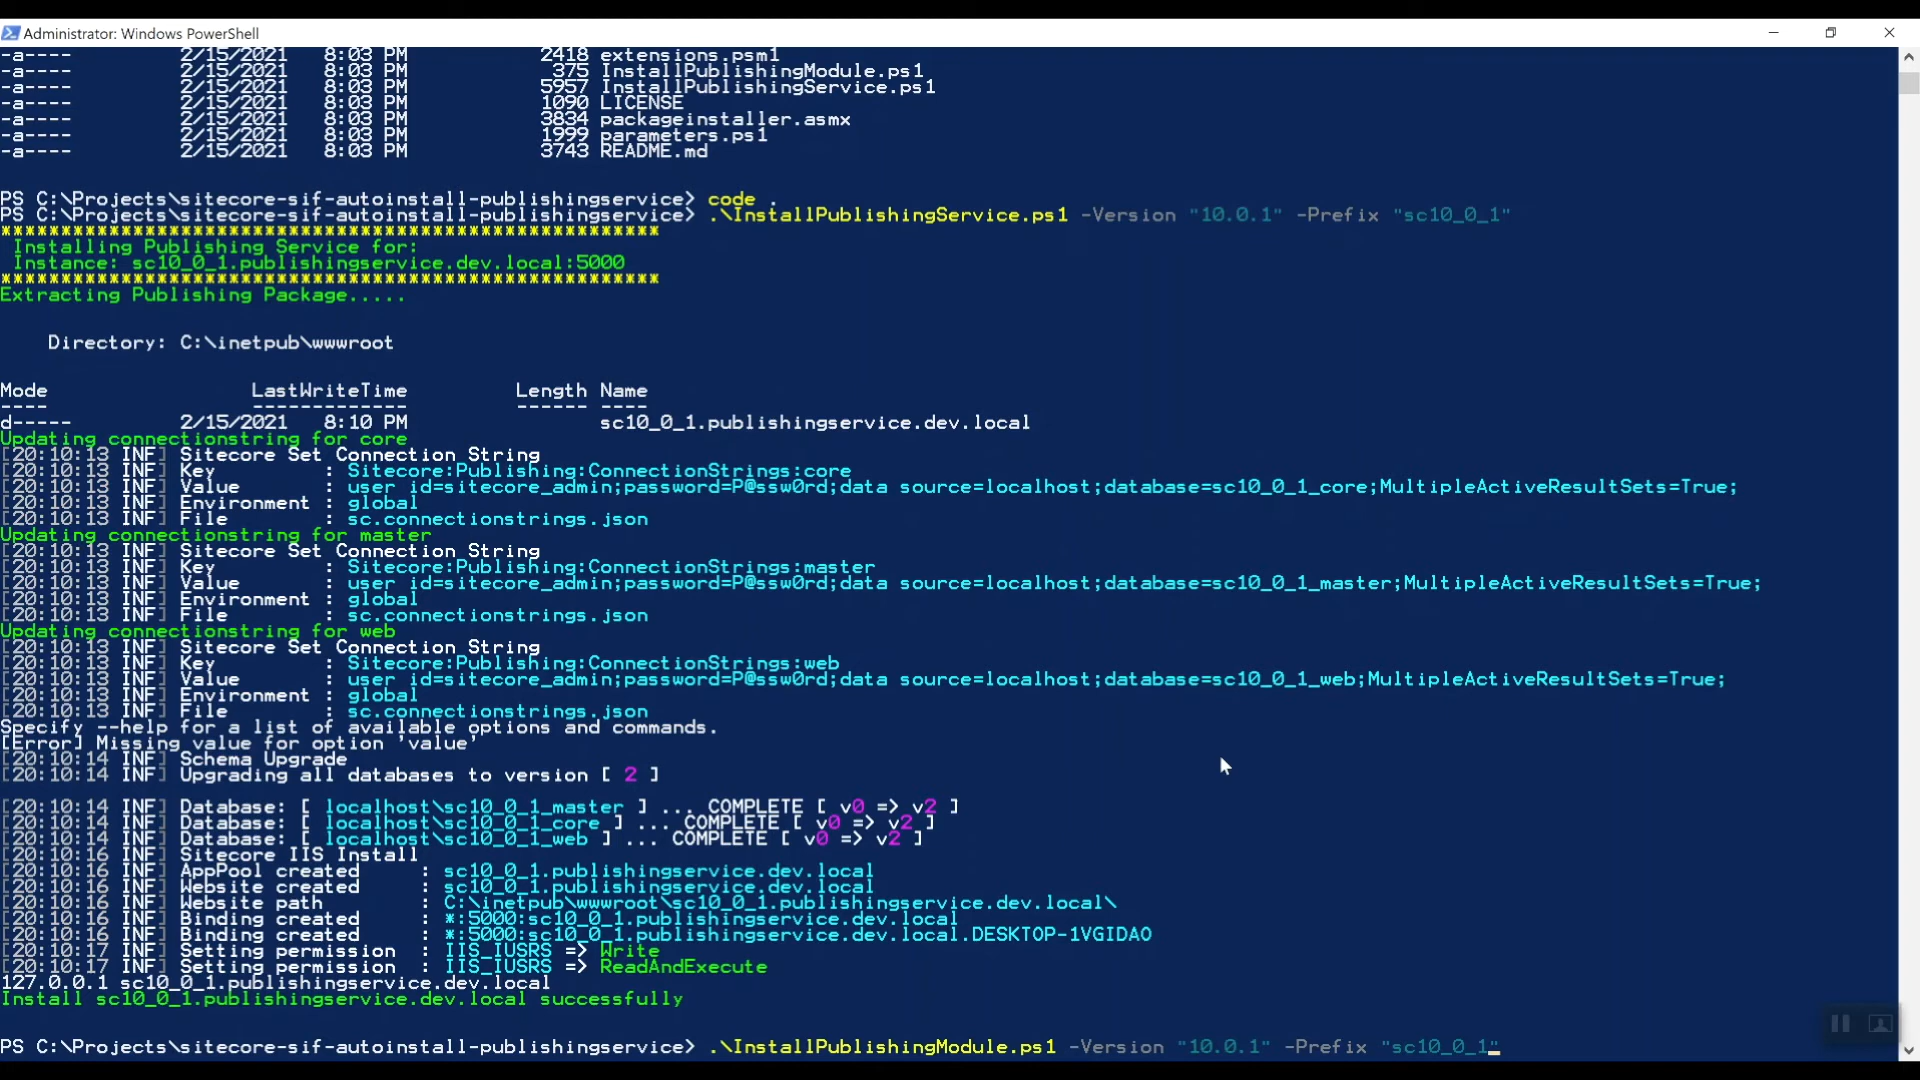 Administrator: Windows PowerShell
-a---- 2/15/2021 8:03 PM 2418 extensions.psm1
-a---- 2/15/2021 8:03 PM 375 InstallPublishingModule.ps1
-a---- 2/15/2021 8:03 PM 5957 InstallPublishingService.ps1
-a---- 2/15/2021 8:03 PM 1090 LICENSE
-a---- 2/15/2021 8:03 PM 3834 packageinstaller.asmx
-a---- 2/15/2021 8:03 PM 1999 parameters.ps1
-a---- 2/15/2021 8:03 PM 3743 README.md
PS C:\Projects\sitecore-sif-autoinstall-publishingservice> code .
PS C:\Projects\sitecore-sif-autoinstall-publishingservice> .\InstallPublishingService.ps1 -Version "10.0.1" -Prefix "sc10_0_1"
*******************************************************
Installing Publishing Service for:
Instance: sc10_0_1.publishingservice.dev.local:5000
*******************************************************
Extracting Publishing Package.....
Directory: C:\inetpub\wwwroot
Mode LastWriteTime Length Name
---- ------------- ------ ----
d----- 2/15/2021 8:10 PM sc10_0_1.publishingservice.dev.local
Updating connectionstring for core
[20:10:13 INF] Sitecore Set Connection String
[20:10:13 INF] Key : Sitecore:Publishing:ConnectionStrings:core
[20:10:13 INF] Value : user id=sitecore_admin;password=P@ssw0rd;data source=localhost;database=sc10_0_1_core;MultipleActiveResultSets=True;
[20:10:13 INF] Environment : global
[20:10:13 INF] File : sc.connectionstrings.json
Updating connectionstring for master
[20:10:13 INF] Sitecore Set Connection String
[20:10:13 INF] Key : Sitecore:Publishing:ConnectionStrings:master
[20:10:13 INF] Value : user id=sitecore_admin;password=P@ssw0rd;data source=localhost;database=sc10_0_1_master;MultipleActiveResultSets=True;
[20:10:13 INF] Environment : global
[20:10:13 INF] File : sc.connectionstrings.json
Updating connectionstring for web
[20:10:13 INF] Sitecore Set Connection String
[20:10:13 INF] Key : Sitecore:Publishing:ConnectionStrings:web
[20:10:13 INF] Value : user id=sitecore_admin;password=P@ssw0rd;data source=localhost;database=sc10_0_1_web;MultipleActiveResultSets=True;
[20:10:13 INF] Environment : global
[20:10:13 INF] File : sc.connectionstrings.json
Specify --help for a list of available options and commands.
[Error] Missing value for option 'value'
[20:10:14 INF] Schema Upgrade
[20:10:14 INF] Upgrading all databases to version [ 2 ]
[20:10:14 INF] Database: [ localhost\sc10_0_1_master ] ... COMPLETE [ v0 => v2 ]
[20:10:14 INF] Database: [ localhost\sc10_0_1_core ] ... COMPLETE [ v0 => v2 ]
[20:10:14 INF] Database: [ localhost\sc10_0_1_web ] ... COMPLETE [ v0 => v2 ]
[20:10:16 INF] Sitecore IIS Install
[20:10:16 INF] AppPool created : sc10_0_1.publishingservice.dev.local
[20:10:16 INF] Website created : sc10_0_1.publishingservice.dev.local
[20:10:16 INF] Website path : C:\inetpub\wwwroot\sc10_0_1.publishingservice.dev.local\
[20:10:16 INF] Binding created : *:5000:sc10_0_1.publishingservice.dev.local
[20:10:16 INF] Binding created : *:5000:sc10_0_1.publishingservice.dev.local.DESKTOP-1VGIDAO
[20:10:17 INF] Setting permission : IIS_IUSRS => Write
[20:10:17 INF] Setting permission : IIS_IUSRS => ReadAndExecute
127.0.0.1 sc10_0_1.publishingservice.dev.local
Install sc10_0_1.publishingservice.dev.local successfully
PS C:\Projects\sitecore-sif-autoinstall-publishingservice> .\InstallPublishingModule.ps1 -Version "10.0.1" -Prefix "sc10_0_1"